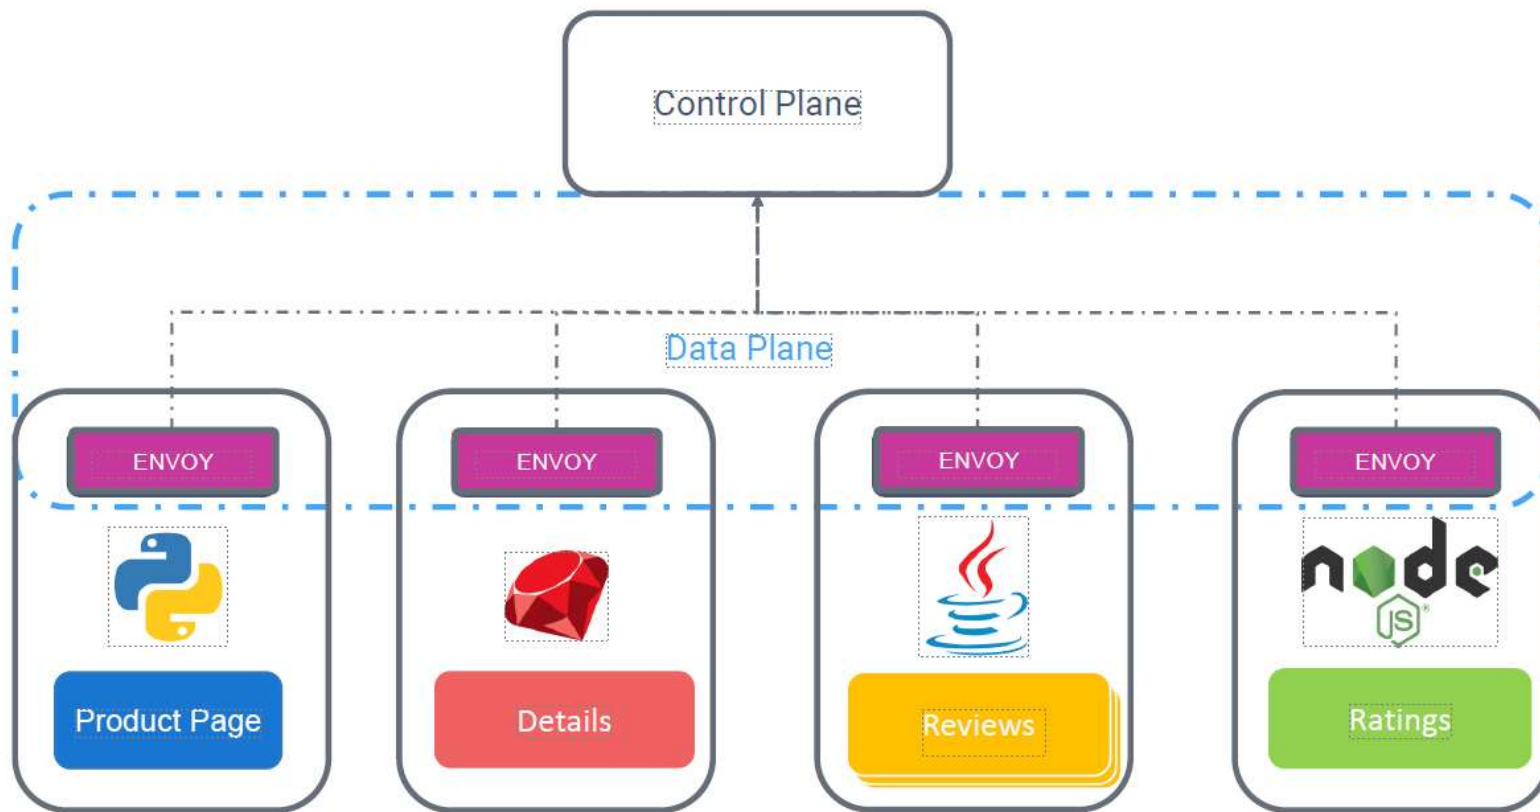 Control Plane
Data Plane
ENVOY
ENVOY
ENVOY
ENVOY
node
JS®
Product Page
Details
Reviews
Ratings